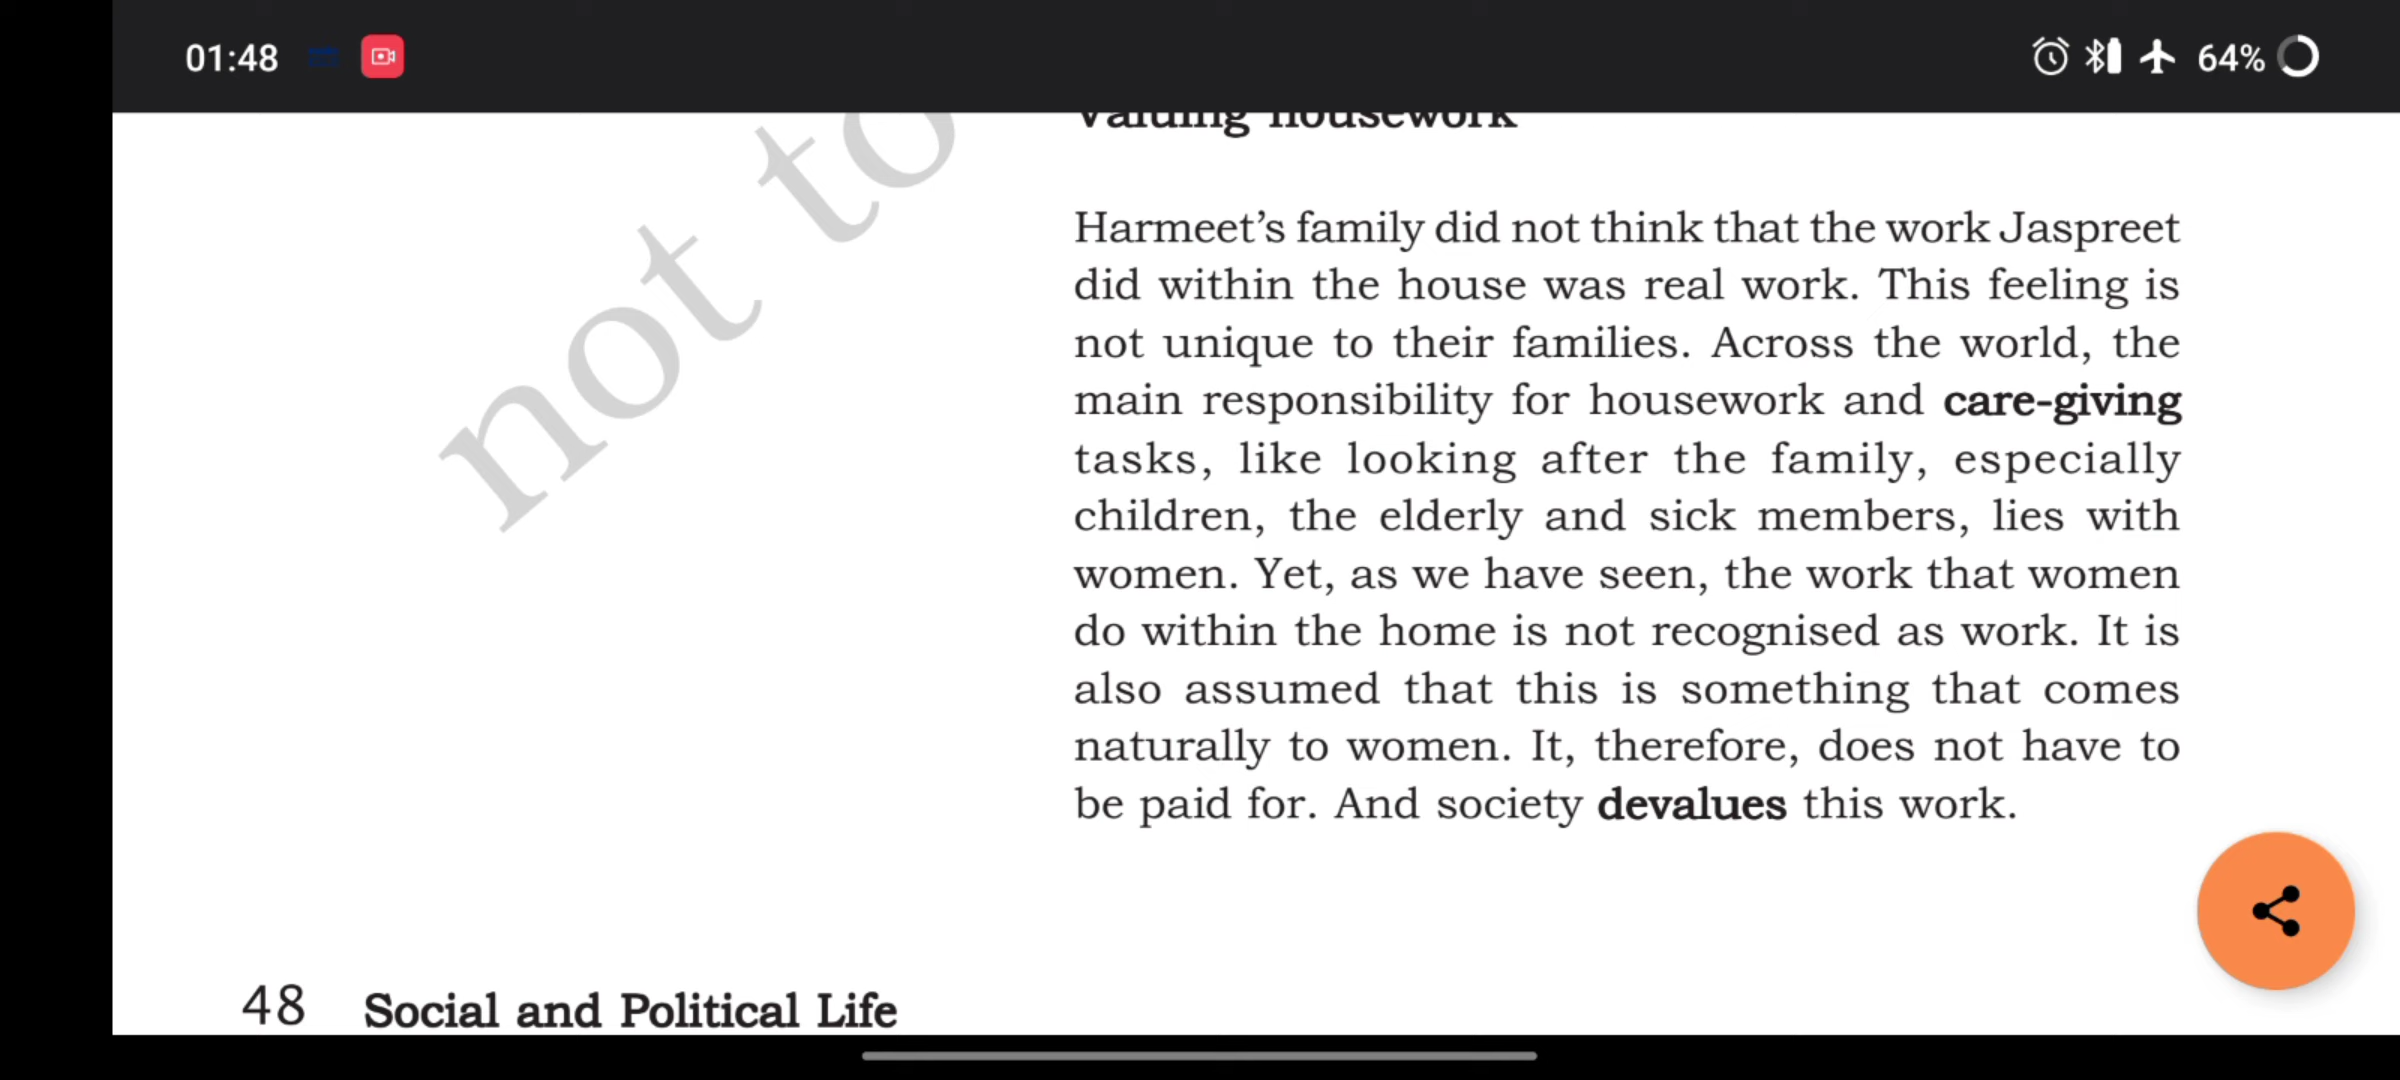 01:48
64%
Valuing housework
not to
Harmeet’s family did not think that the work Jaspreet
did within the house was real work. This feeling is
not unique to their families. Across the world, the
main responsibility for housework and care-giving
tasks, like looking after the family, especially
children, the elderly and sick members, lies with
women. Yet, as we have seen, the work that women
do within the home is not recognised as work. It is
also assumed that this is something that comes
naturally to women. It, therefore, does not have to
be paid for. And society devalues this work.
48 Social and Political Life